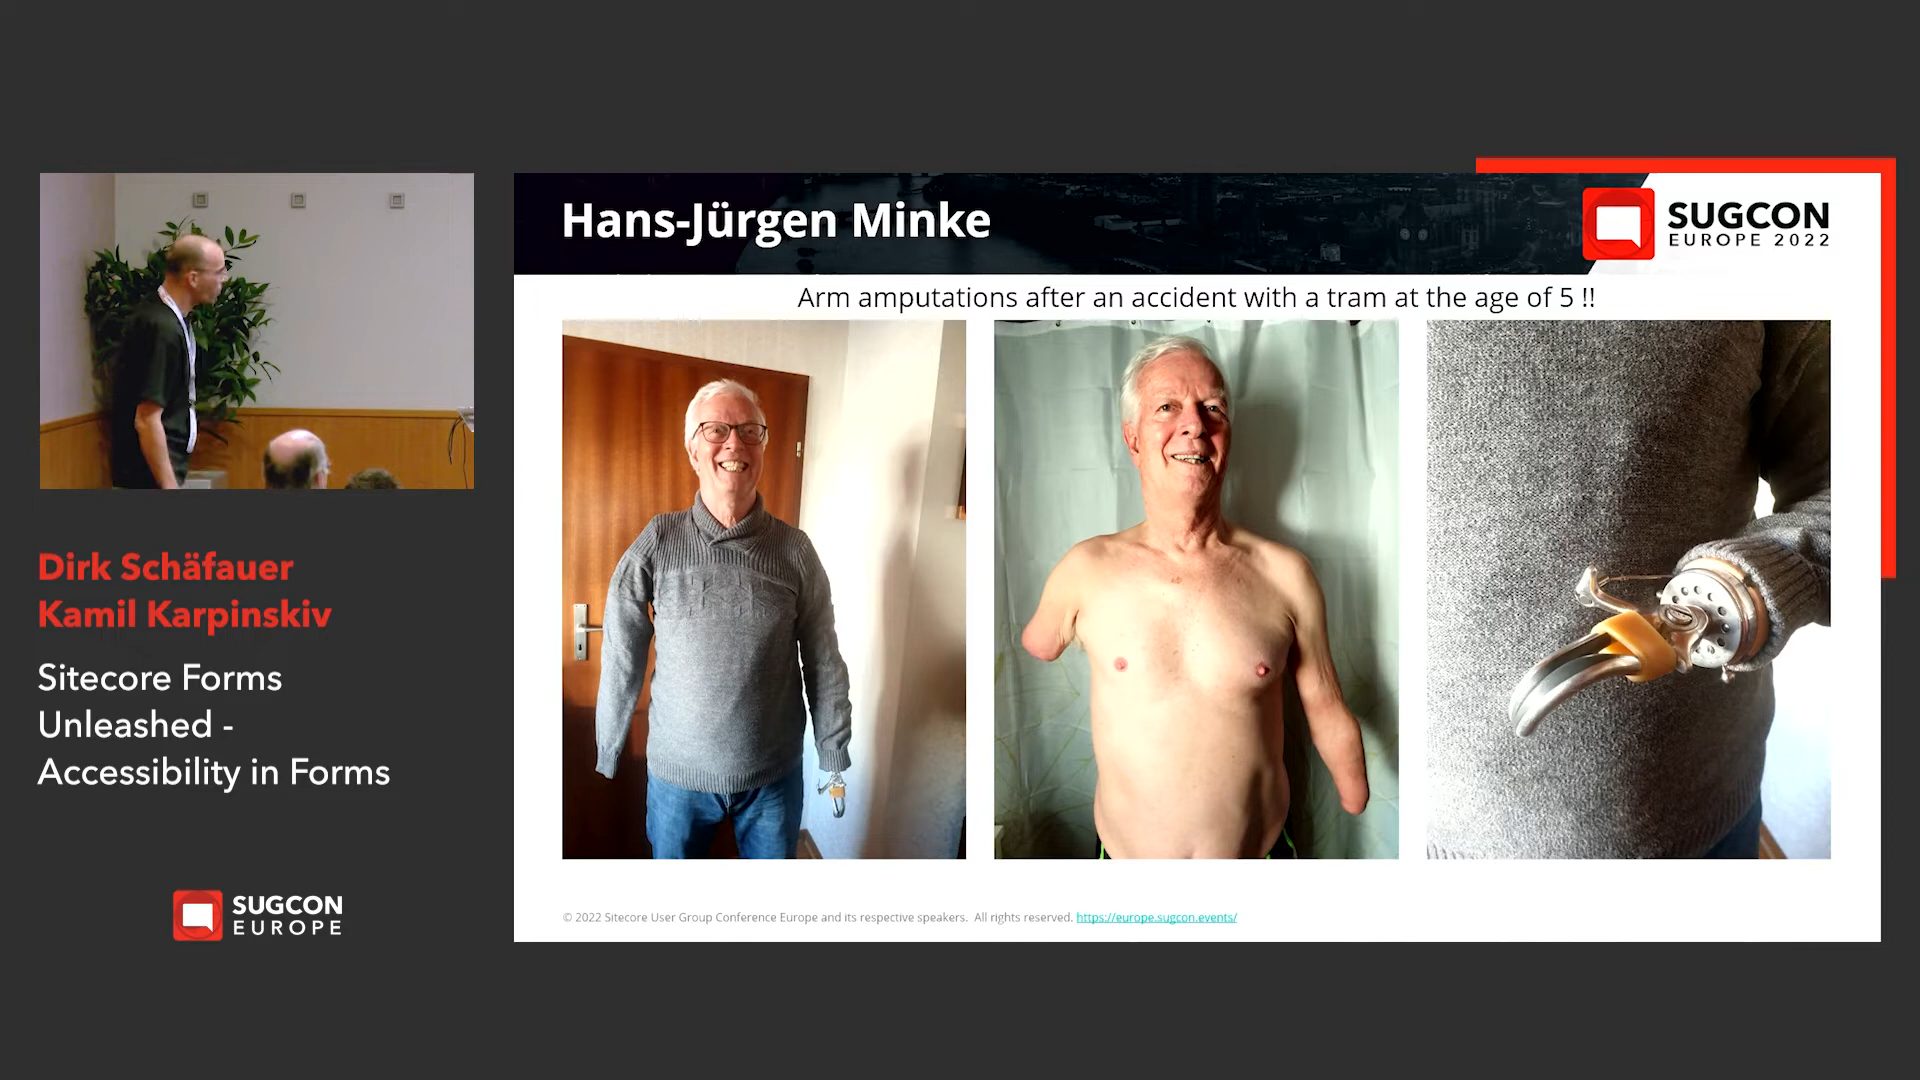 Hans-Jürgen Minke
SUGCON
EUROPE 2022
Arm amputations after an accident with a tram at the age of 5 !!
Dirk Schäfauer
Kamil Karpinskiv
Sitecore Forms
Unleashed -
Accessibility in Forms
SUGCON
EUROPE
© 2022 Sitecore User Group Conference Europe and its respective speakers. All rights reserved. https://europe.sugcon.events/